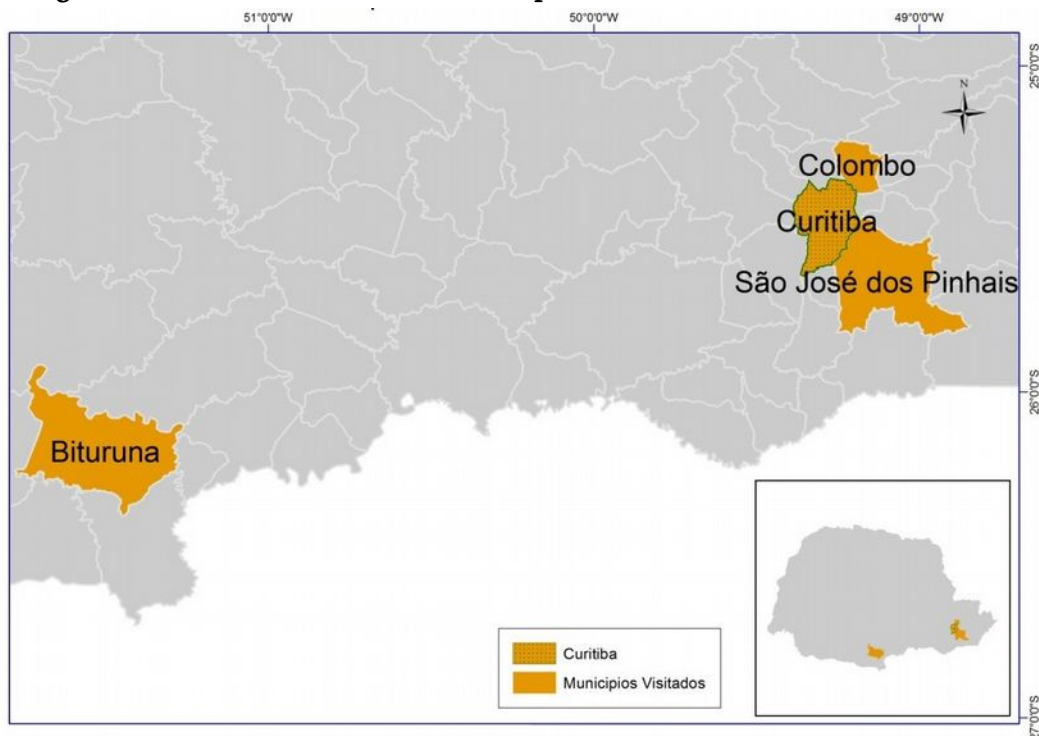 51°0'0"W 50°0'0"W 49°0'0"W
25°0'0"S
N
Colombo
Curitiba
São José dos Pinhais
26°0'0"S
Bituruna
Curitiba
Municipios Visitados
27°0'0"S